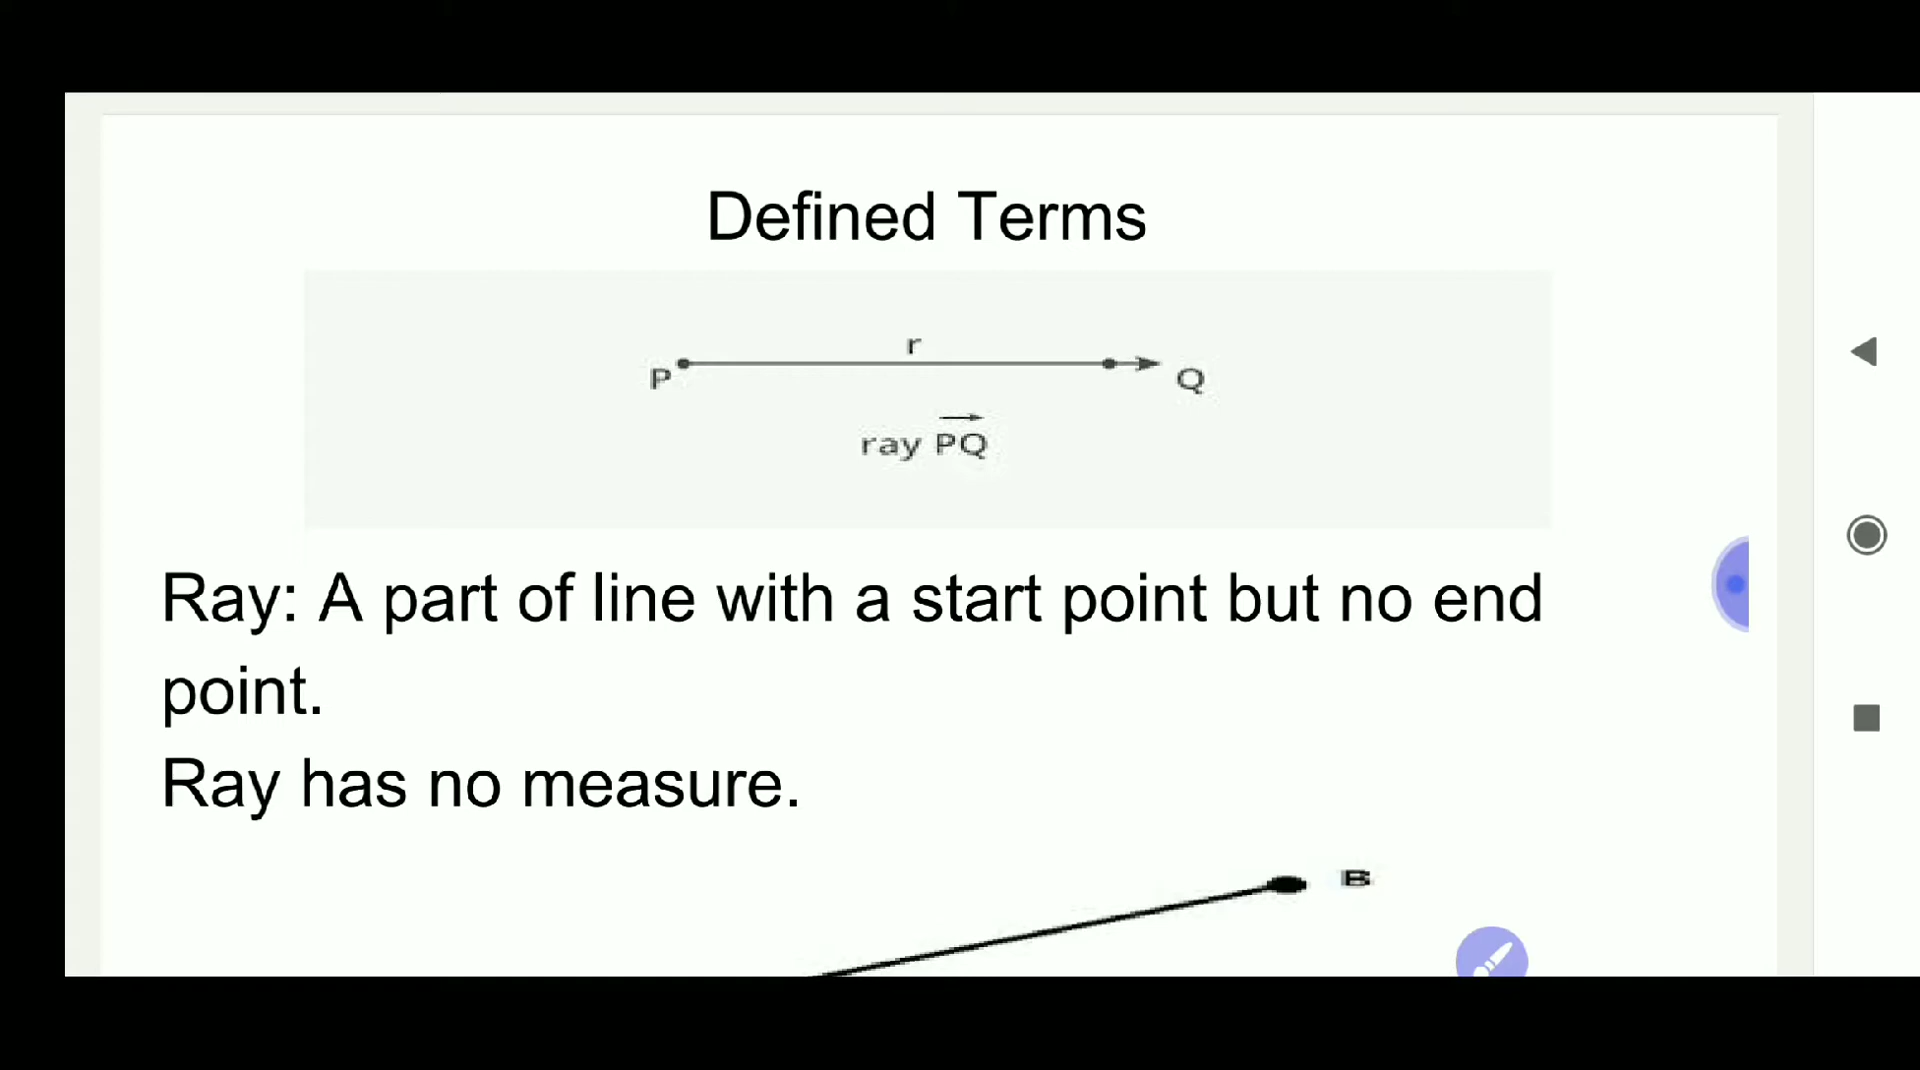 Defined Terms
r
P Q
ray PQ
Ray: A part of line with a start point but no end
point.
Ray has no measure.
B